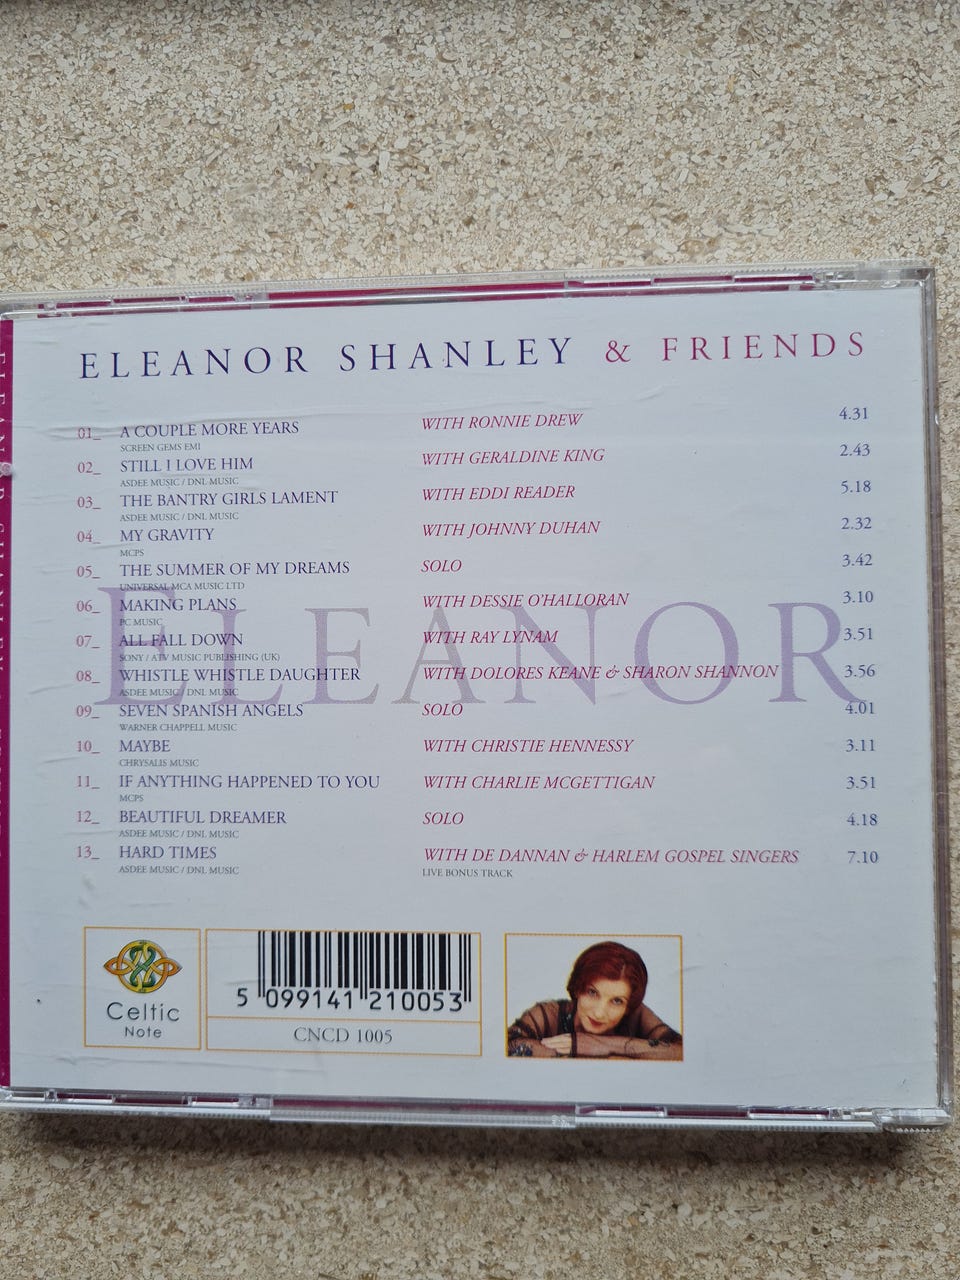 ELEANOR SHANLEY & FRIENDS
01_ A COUPLE MORE YEARS WITH RONNIE DREW 4.31
SCREEN GEMS EMI
02_ STILL I LOVE HIM WITH GERALDINE KING 2.43
ASDEE MUSIC / DNL MUSIC
03_ THE BANTRY GIRLS LAMENT WITH EDDI READER 5.18
ASDEE MUSIC / DNL MUSIC
04_ MY GRAVITY WITH JOHNNY DUHAN 2.32
MCPS
05_ THE SUMMER OF MY DREAMS SOLO 3.42
UNIVERSAL MCA MUSIC LTD
06_ MAKING PLANS WITH DESSIE O'HALLORAN 3.10
PC MUSIC
07_ ALL FALL DOWN WITH RAY LYNAM 3.51
SONY / ATV MUSIC PUBLISHING (UK)
08_ WHISTLE WHISTLE DAUGHTER WITH DOLORES KEANE & SHARON SHANNON 3.56
ASDEE MUSIC / DNL MUSIC
ELEANOR
09_ SEVEN SPANISH ANGELS SOLO 4.01
WARNER CHAPPELL MUSIC
10_ MAYBE WITH CHRISTIE HENNESSY 3.11
CHRYSALIS MUSIC
11_ IF ANYTHING HAPPENED TO YOU WITH CHARLIE MCGETTIGAN 3.51
MCPS
12_ BEAUTIFUL DREAMER SOLO 4.18
ASDEE MUSIC / DNL MUSIC
13_ HARD TIMES WITH DE DANNAN & HARLEM GOSPEL SINGERS 7.10
ASDEE MUSIC / DNL MUSIC LIVE BONUS TRACK
Celtic
Note
5 099141 210053
CNCD 1005